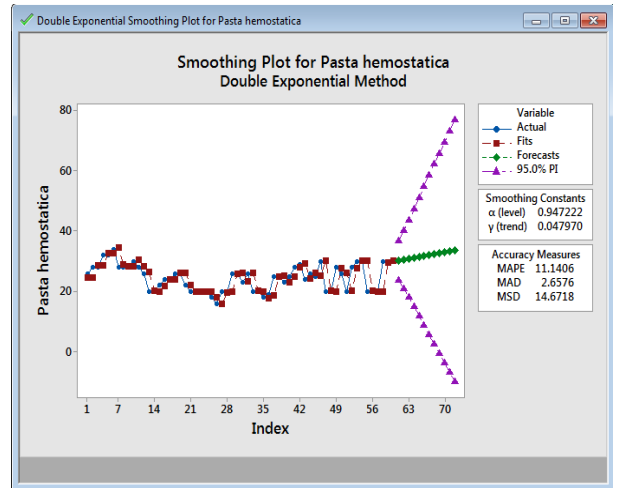 Double Exponential Smoothing Plot for Pasta hemostatica
Smoothing Plot for Pasta hemostatica
Double Exponential Method
Pasta hemostatica
80
60
40
20
0
1 7 14 21 28 35 42 49 56 63 70
Index
Variable
Actual
Fits
Forecasts
95.0% PI
Smoothing Constants
α (level) 0.947222
γ (trend) 0.047970
Accuracy Measures
MAPE 11.1406
MAD 2.6576
MSD 14.6718